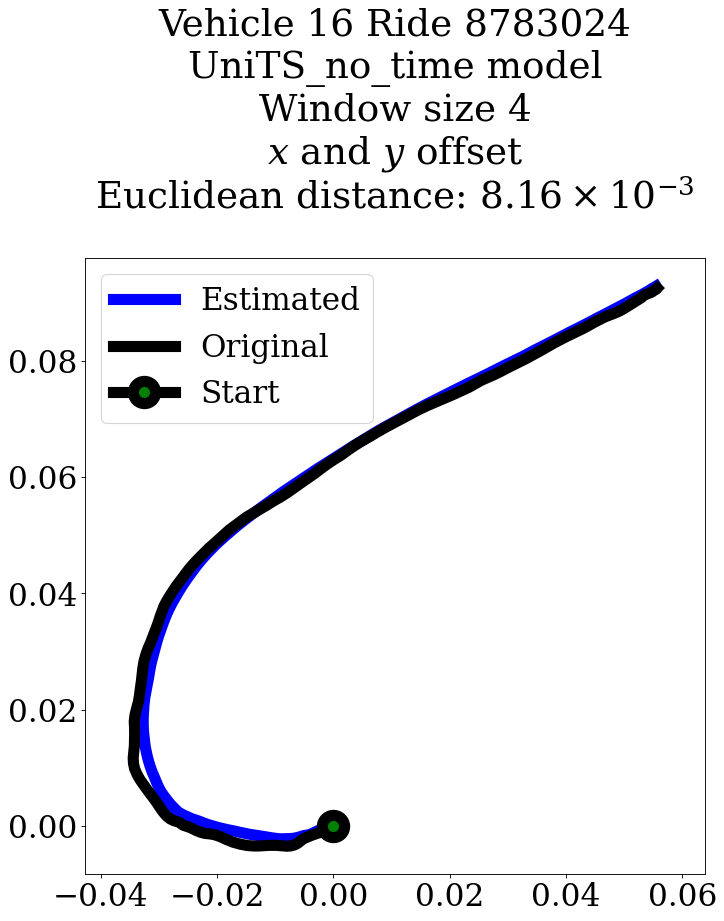 Vehicle 16 Ride 8783024
UniTS_no_time model
Window size 4
x and y offset
Euclidean distance: 8.16 × 10⁻³
Estimated
Original
Start
0.08
0.06
0.04
0.02
0.00
−0.04 −0.02 0.00 0.02 0.04 0.06